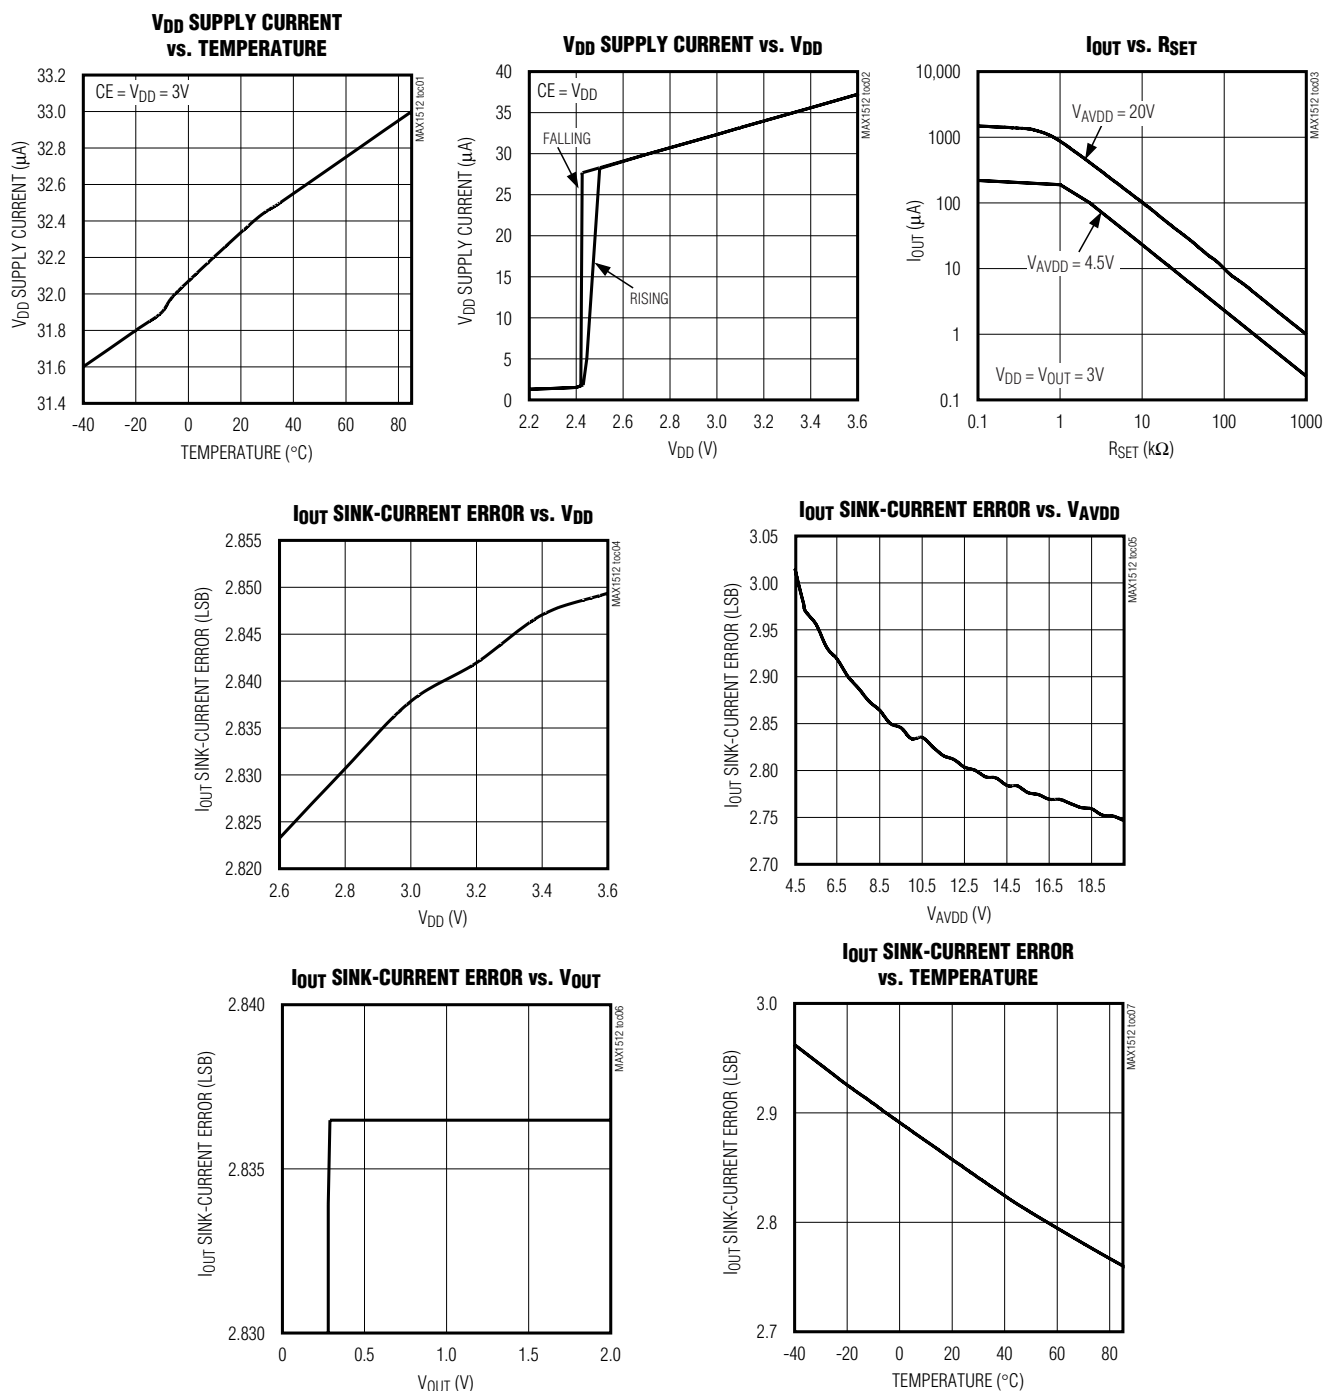 VDD SUPPLY CURRENT
vs. TEMPERATURE
33.2
33.0
32.8
32.6
32.4
32.2
32.0
31.8
31.6
31.4
VDD SUPPLY CURRENT (µA)
CE = VDD = 3V
MAX1512 toc01
-40
-20
0
20
40
60
80
TEMPERATURE (°C)
VDD SUPPLY CURRENT vs. VDD
40
35
30
25
20
15
10
5
0
VDD SUPPLY CURRENT (µA)
CE = VDD
FALLING
RISING
MAX1512 toc02
2.2
2.4
2.6
2.8
3.0
3.2
3.4
3.6
VDD (V)
IOUT vs. RSET
10,000
1000
100
10
1
0.1
IOUT (µA)
VAVDD = 20V
VAVDD = 4.5V
VDD = VOUT = 3V
MAX1512 toc03
0.1
1
10
100
1000
RSET (kΩ)
IOUT SINK-CURRENT ERROR vs. VDD
2.855
2.850
2.845
2.840
2.835
2.830
2.825
2.820
IOUT SINK-CURRENT ERROR (LSB)
MAX1512 toc04
2.6
2.8
3.0
3.2
3.4
3.6
VDD (V)
IOUT SINK-CURRENT ERROR vs. VAVDD
3.05
3.00
2.95
2.90
2.85
2.80
2.75
2.70
IOUT SINK-CURRENT ERROR (LSB)
MAX1512 toc05
4.5
6.5
8.5
10.5
12.5
14.5
16.5
18.5
VAVDD (V)
IOUT SINK-CURRENT ERROR vs. VOUT
2.840
2.835
2.830
IOUT SINK-CURRENT ERROR (LSB)
MAX1512 toc06
0
0.5
1.0
1.5
2.0
VOUT (V)
IOUT SINK-CURRENT ERROR
vs. TEMPERATURE
3.0
2.9
2.8
2.7
IOUT SINK-CURRENT ERROR (LSB)
MAX1512 toc07
-40
-20
0
20
40
60
80
TEMPERATURE (°C)